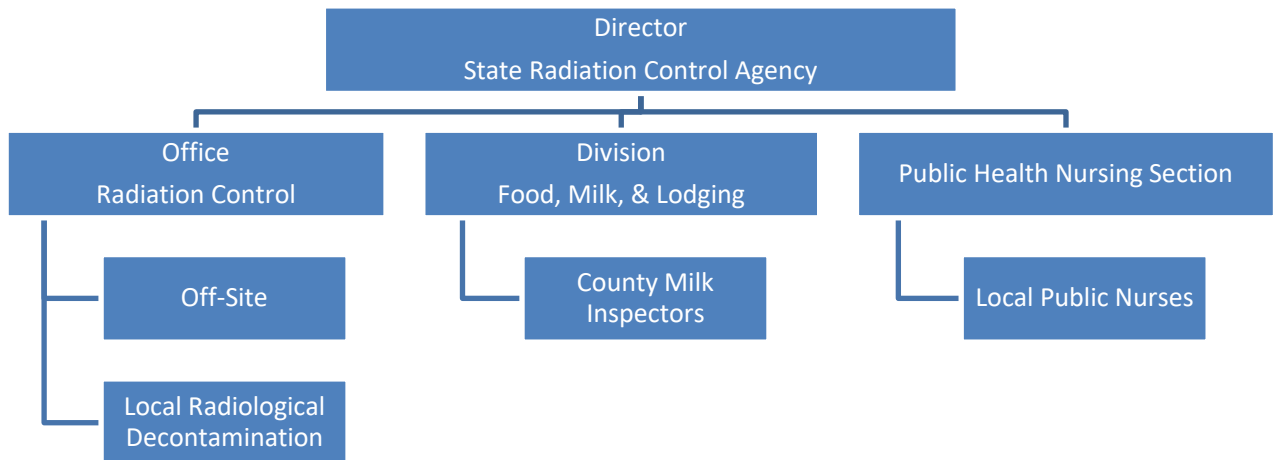 Director
State Radiation Control Agency
Office
Radiation Control
Division
Food, Milk, & Lodging
Public Health Nursing Section
Off-Site
County Milk
Inspectors
Local Public Nurses
Local Radiological
Decontamination